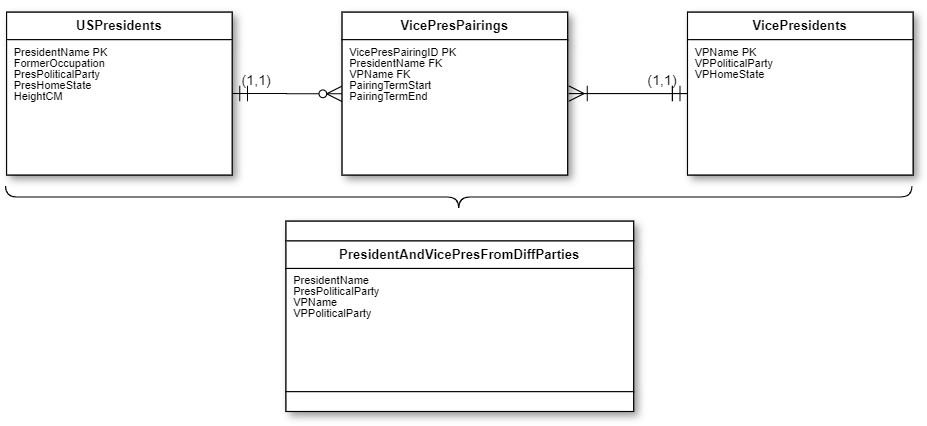 USPresidents
PresidentName PK
FormerOccupation
PresPoliticalParty
PresHomeState
HeightCM
(1,1)
VicePresPairings
VicePresPairingID PK
PresidentName FK
VPName FK
PairingTermStart
PairingTermEnd
(1,1)
VicePresidents
VPName PK
VPPoliticalParty
VPHomeState
PresidentAndVicePresFromDiffParties
PresidentName
PresPoliticalParty
VPName
VPPoliticalParty